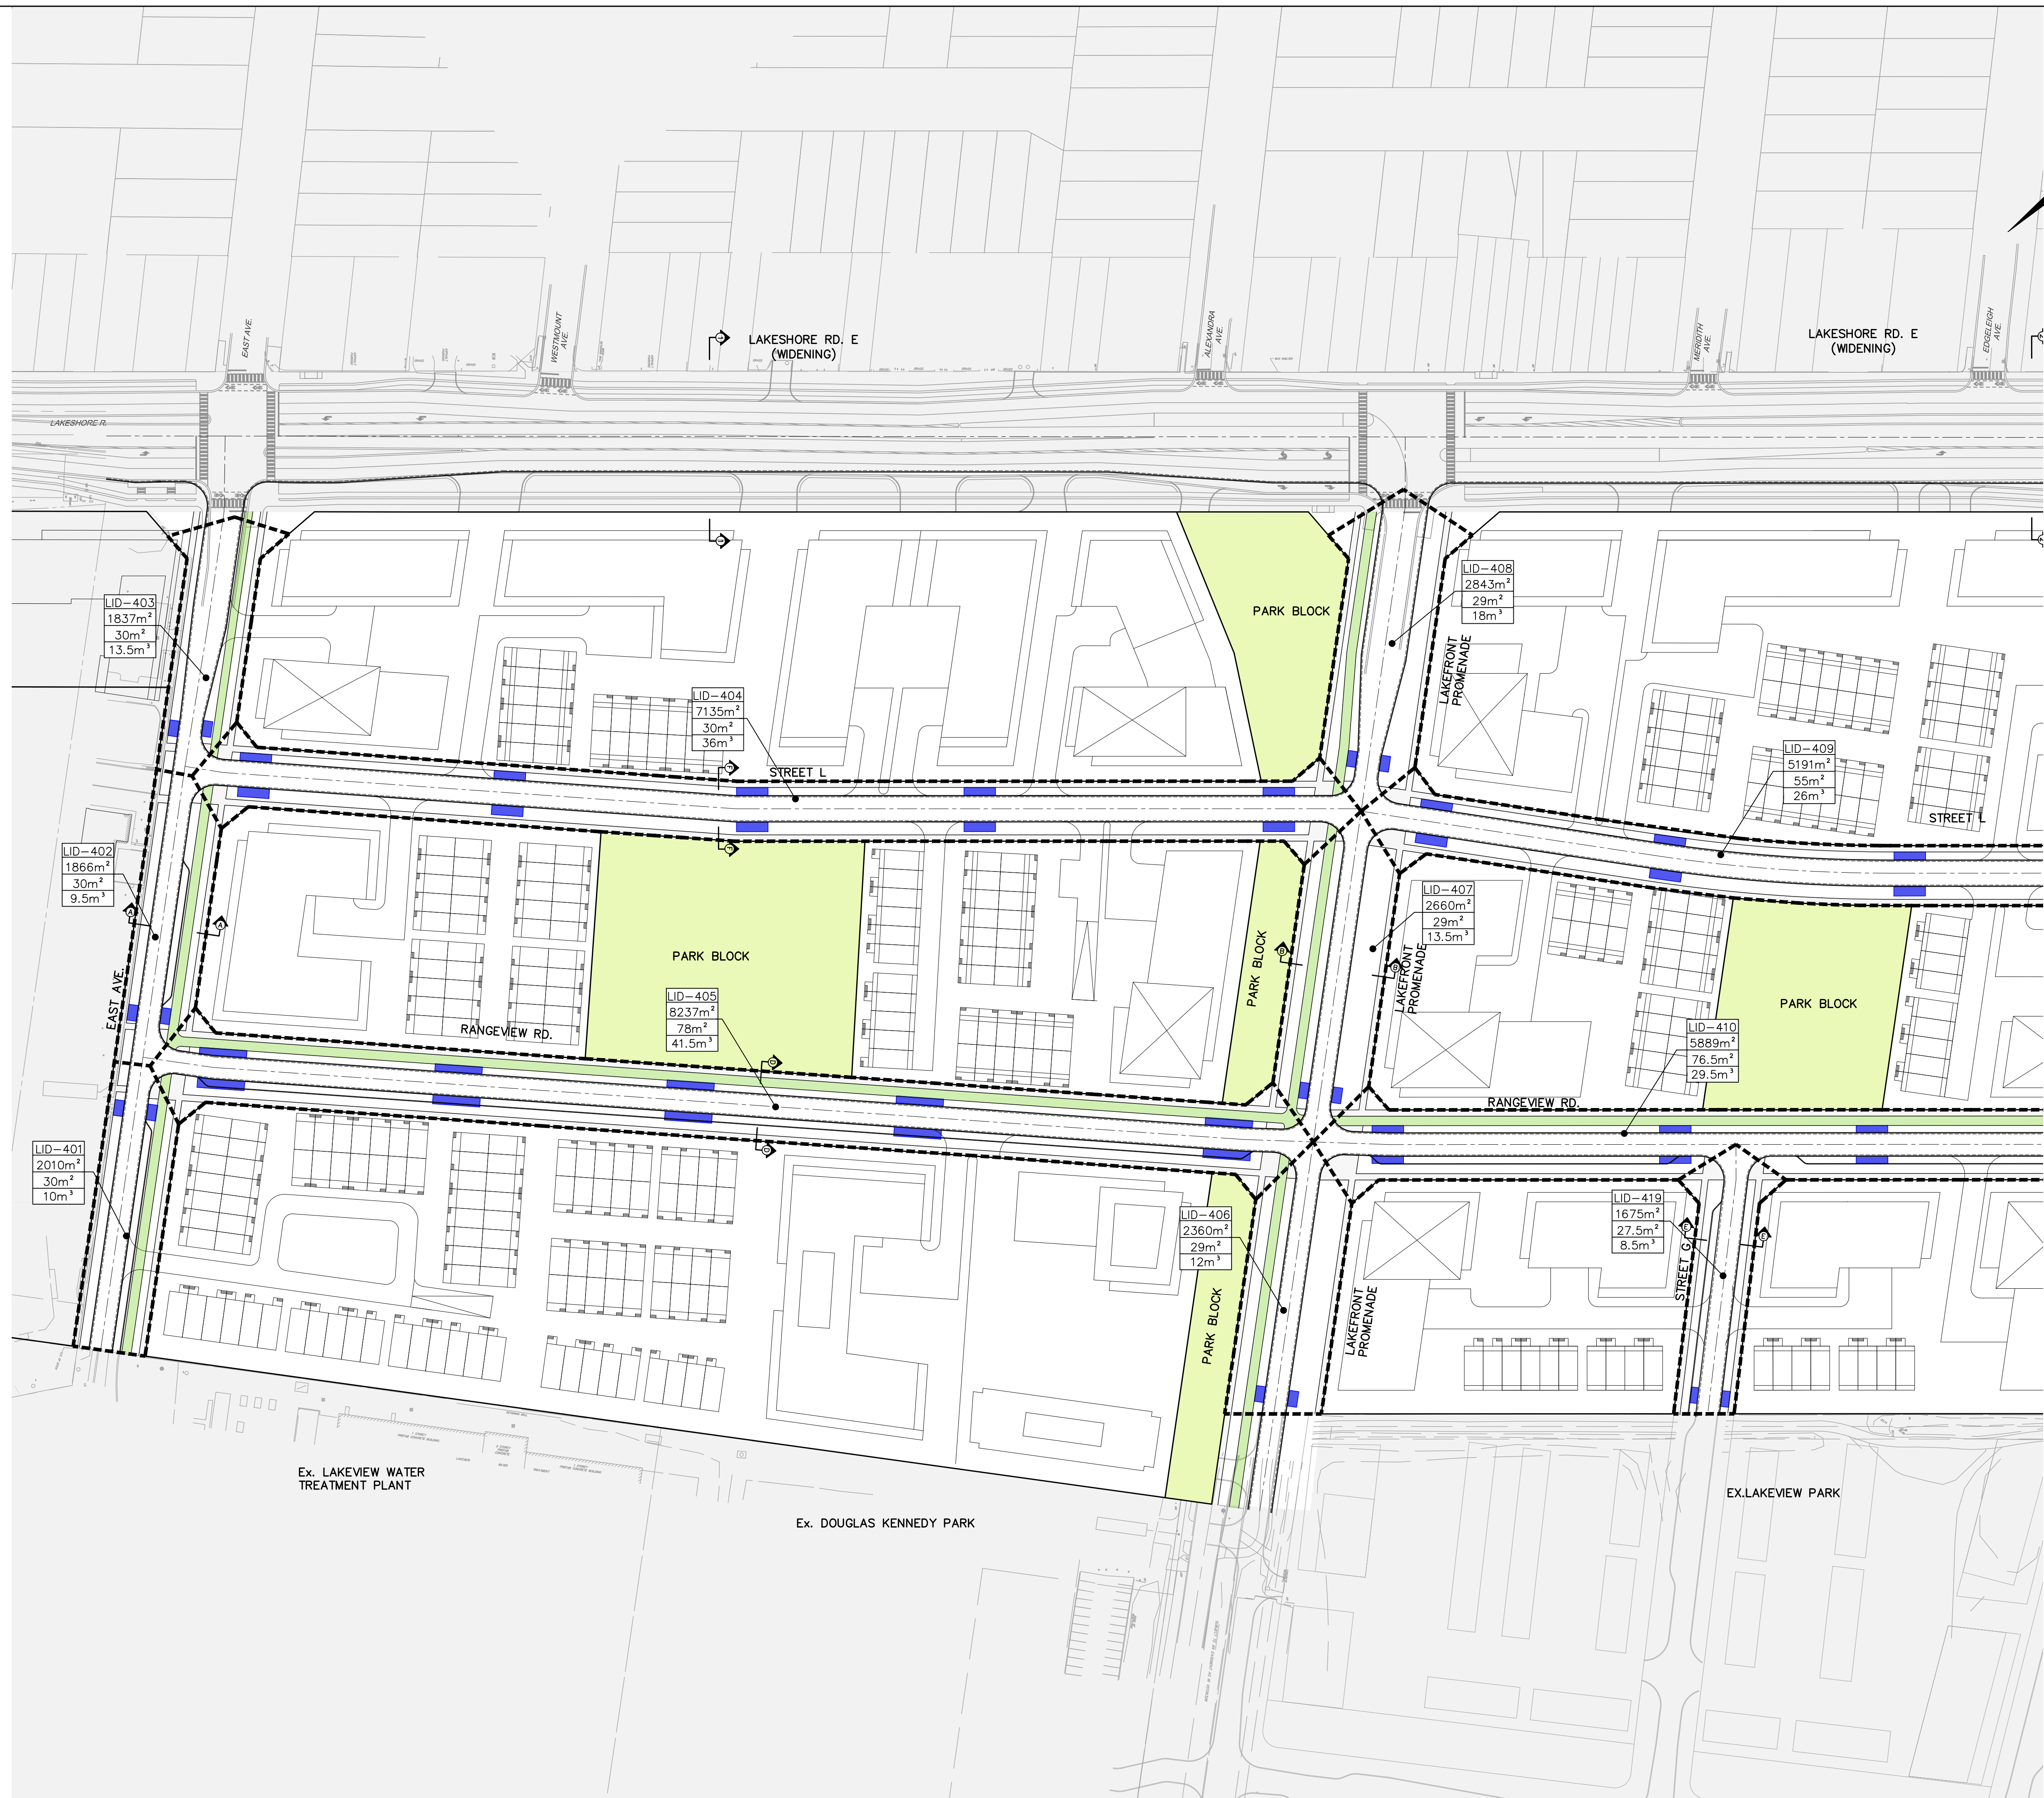 EAST AVE.
WESTMOUNT
AVE.
1
LAKESHORE RD. E
(WIDENING)
ALEXANDRA
AVE.
MERIDITH
AVE.
LAKESHORE RD. E
(WIDENING)
EDGELEIGH
AVE.
2
LAKESHORE R.
1
2
LID-403
1837m²
30m²
13.5m³
PARK BLOCK
LID-408
2843m²
29m²
18m³
LAKEFRONT
PROMENADE
LID-404
7135m²
30m²
36m³
F
STREET L
LID-409
5191m²
55m²
26m³
STREET L
F
LID-402
1866m²
30m²
9.5m³
A
A
EAST AVE.
PARK BLOCK
PARK BLOCK
B
LID-407
2660m²
29m²
13.5m³
B
LAKEFRONT
PROMENADE
PARK BLOCK
LID-405
8237m²
78m²
41.5m³
RANGEVIEW RD.
D
D
LID-410
5889m²
76.5m²
29.5m³
RANGEVIEW RD.
LID-401
2010m²
30m²
10m³
LID-406
2360m²
29m²
12m³
PARK BLOCK
LAKEFRONT
PROMENADE
LID-419
1675m²
27.5m²
8.5m³
E
E
STREET G
Ex. LAKEVIEW WATER
TREATMENT PLANT
Ex. DOUGLAS KENNEDY PARK
EX.LAKEVIEW PARK